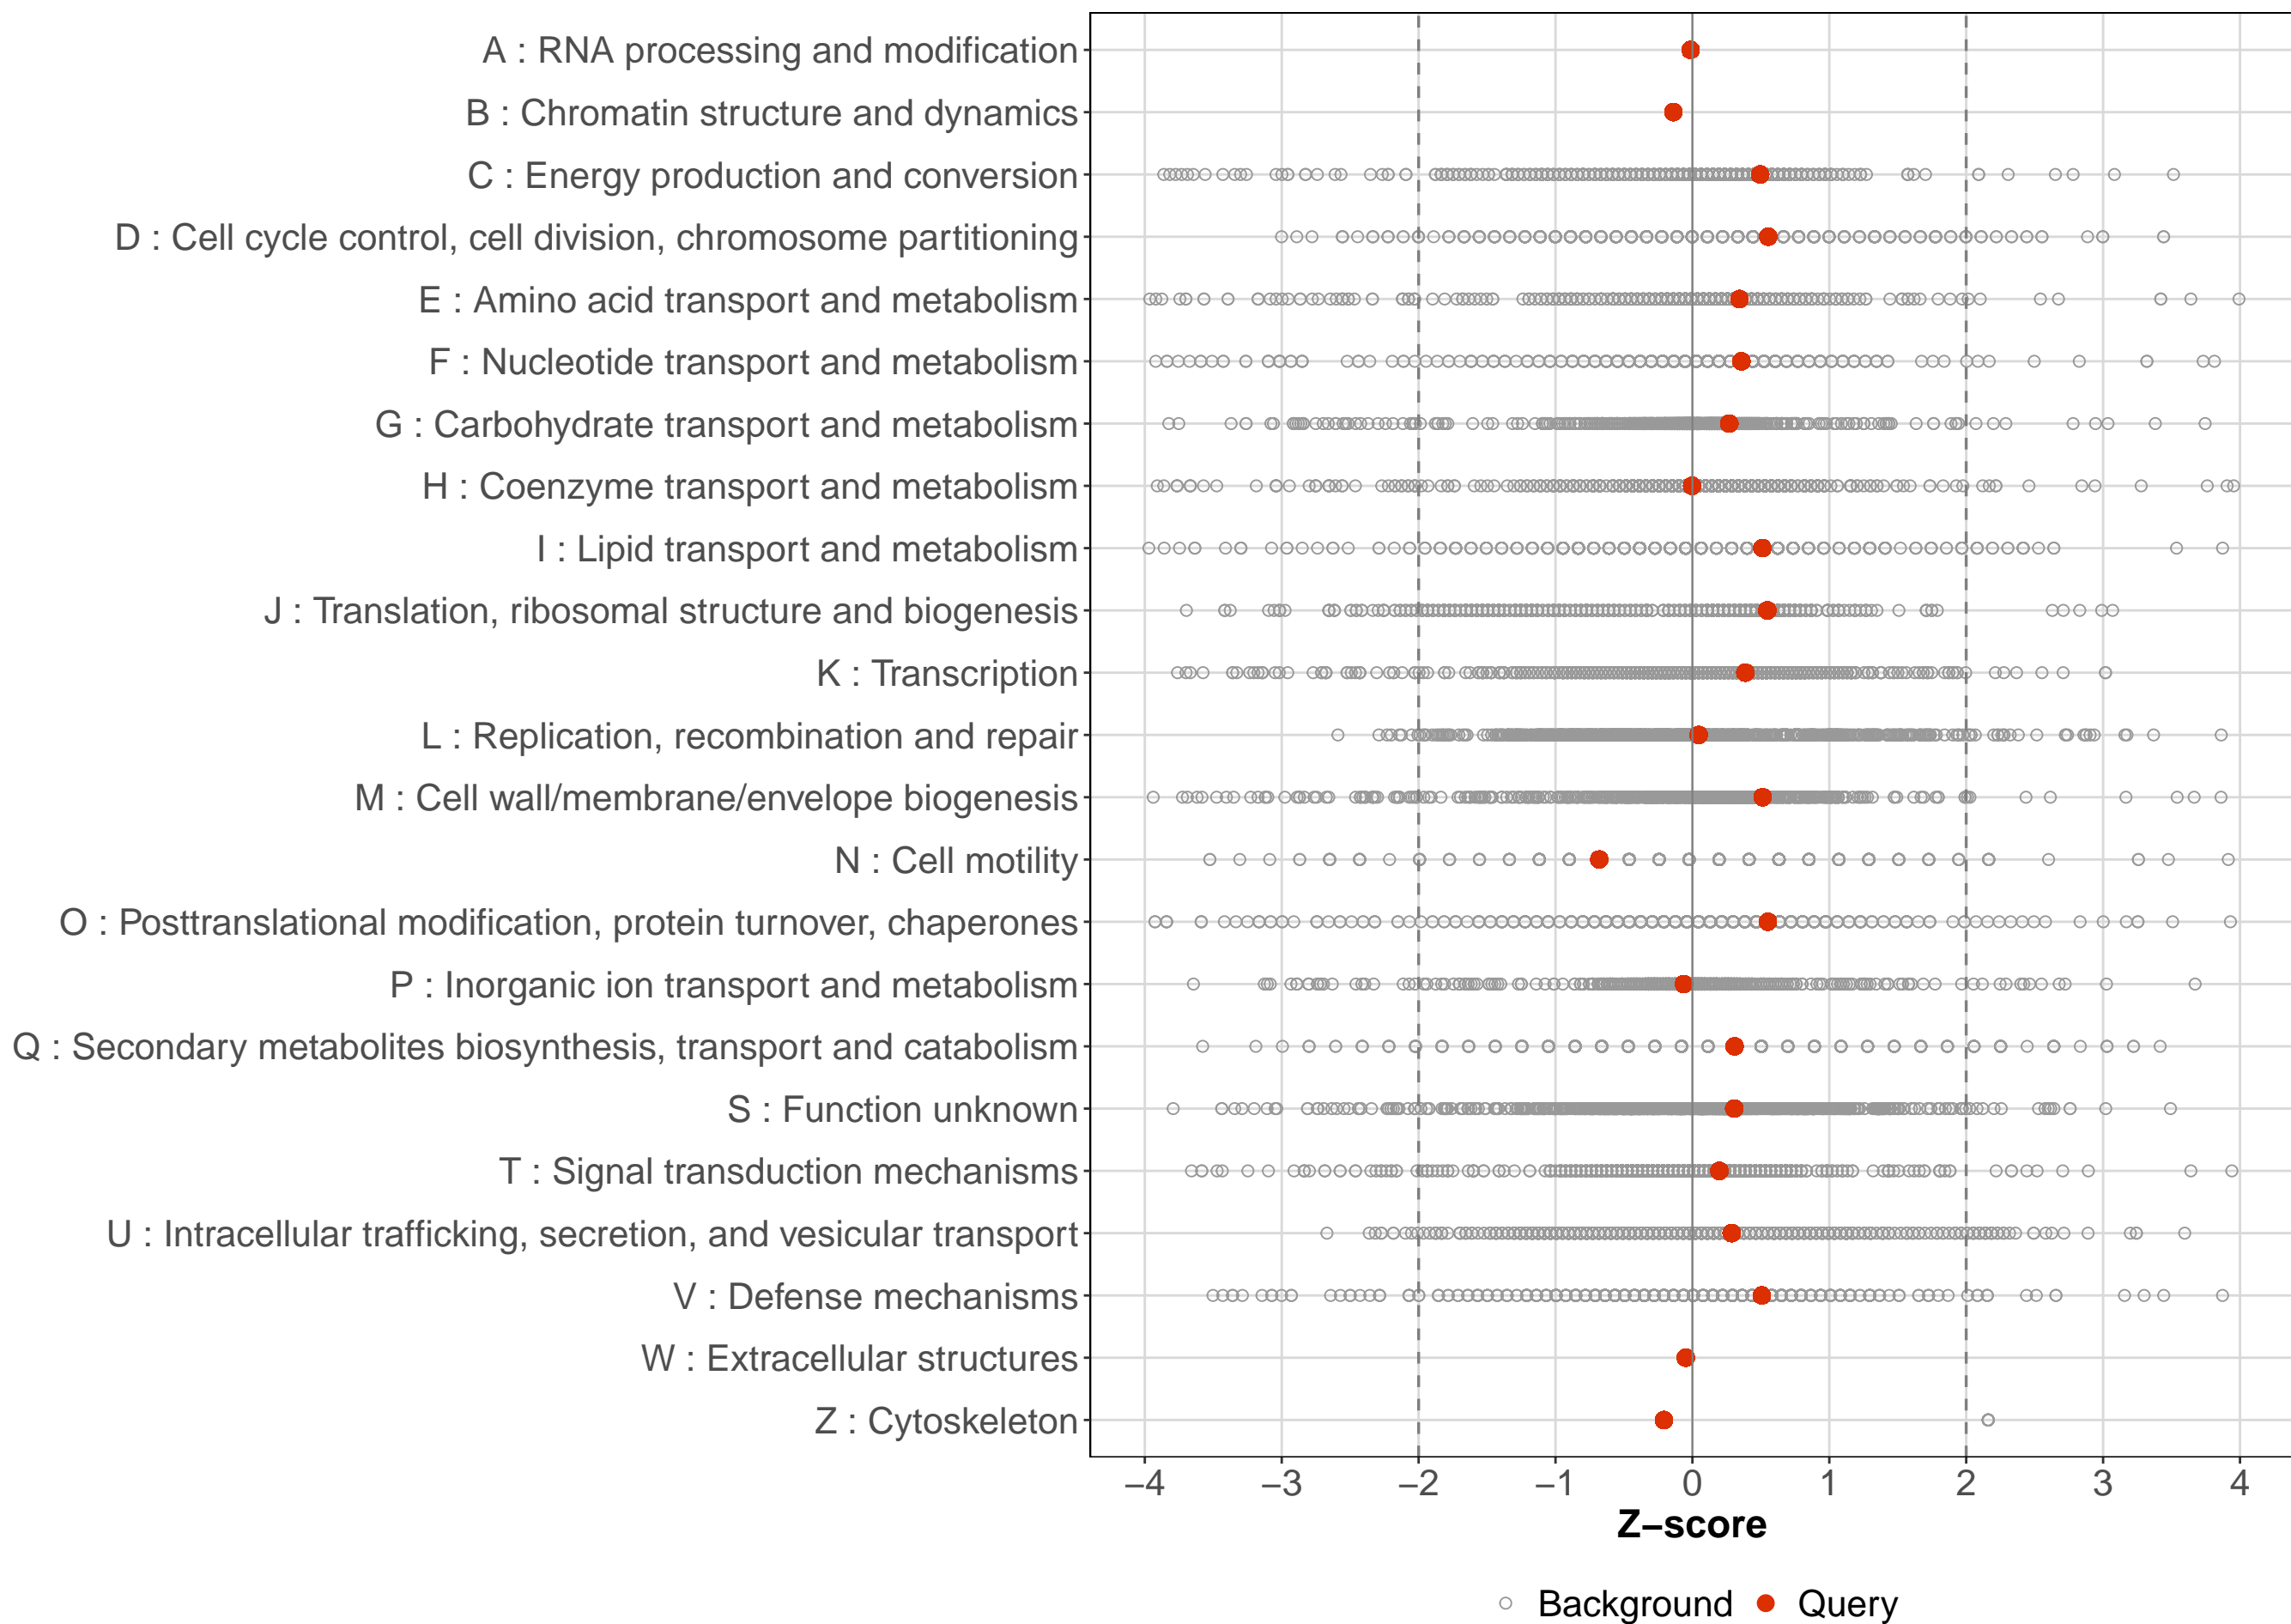 A : RNA processing and modification
B : Chromatin structure and dynamics
C : Energy production and conversion
D : Cell cycle control, cell division, chromosome partitioning
E : Amino acid transport and metabolism
F : Nucleotide transport and metabolism
G : Carbohydrate transport and metabolism
H : Coenzyme transport and metabolism
I : Lipid transport and metabolism
J : Translation, ribosomal structure and biogenesis
K : Transcription
L : Replication, recombination and repair
M : Cell wall/membrane/envelope biogenesis
N : Cell motility
O : Posttranslational modification, protein turnover, chaperones
P : Inorganic ion transport and metabolism
Q : Secondary metabolites biosynthesis, transport and catabolism
S : Function unknown
T : Signal transduction mechanisms
U : Intracellular trafficking, secretion, and vesicular transport
V : Defense mechanisms
W : Extracellular structures
Z : Cytoskeleton
−4 −3 −2 −1 0 1 2 3 4
Z−score
Background Query